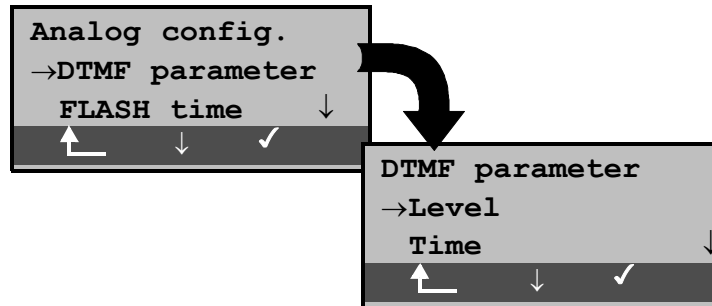 Analog config.
→DTMF parameter
FLASH time ↓
↓ ✓
DTMF parameter
→Level
Time ↓
↓ ✓